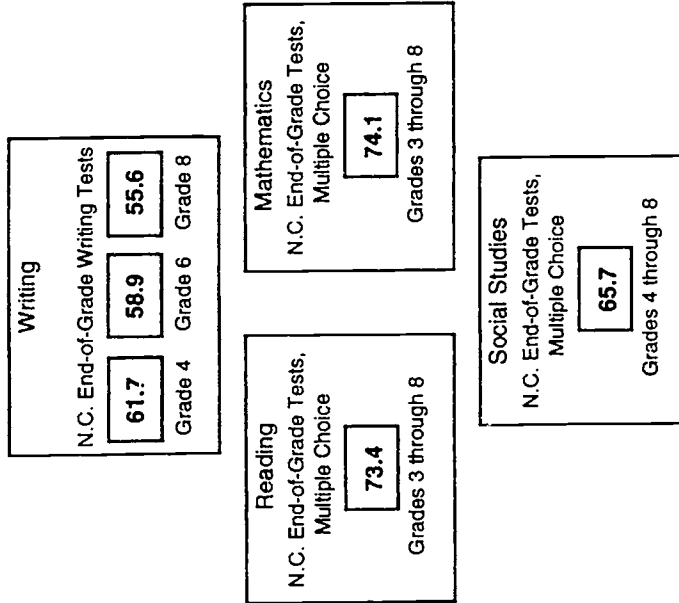 Writing
N.C. End-of-Grade Writing Tests
61.7 58.9 55.6
Grade 4 Grade 6 Grade 8
Reading
N.C. End-of-Grade Tests,
Multiple Choice
73.4
Grades 3 through 8
Mathematics
N.C. End-of-Grade Tests,
Multiple Choice
74.1
Grades 3 through 8
Social Studies
N.C. End-of-Grade Tests,
Multiple Choice
65.7
Grades 4 through 8